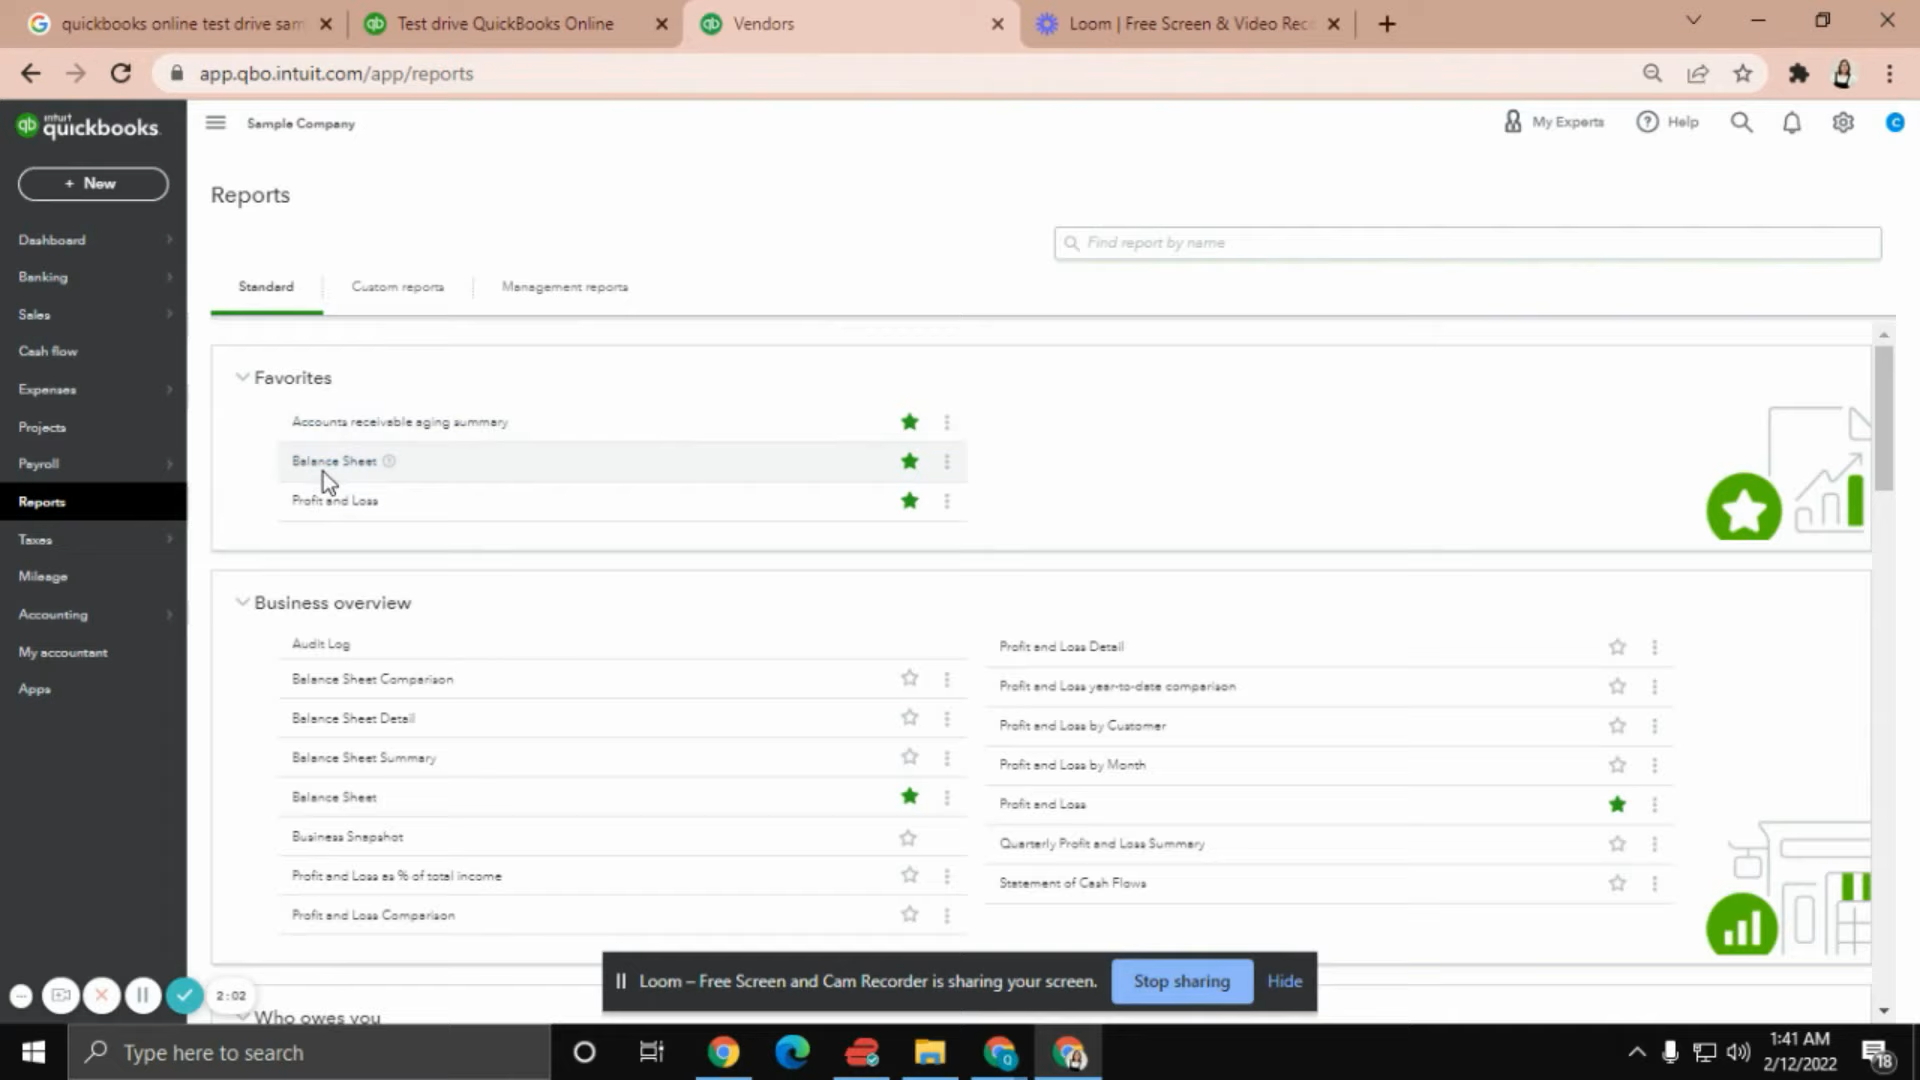 quickbooks online test drive sam
Test drive QuickBooks Online
Vendors
Loom | Free Screen & Video Rec
app.qbo.intuit.com/app/reports
intuit
quickbooks
Sample Company
My Experts
Help
C
+ New
Reports
Find report by name
Dashboard
Banking
Sales
Cash flow
Expenses
Projects
Payroll
Reports
Taxes
Mileage
Accounting
My accountant
Apps
Standard
Custom reports
Management reports
Favorites
Accounts receivable aging summary
Balance Sheet
Profit and Loss
Business overview
Audit Log
Balance Sheet Comparison
Balance Sheet Detail
Balance Sheet Summary
Balance Sheet
Business Snapshot
Profit and Loss as % of total income
Profit and Loss Comparison
Profit and Loss Detail
Profit and Loss year-to-date comparison
Profit and Loss by Customer
Profit and Loss by Month
Profit and Loss
Quarterly Profit and Loss Summary
Statement of Cash Flows
Who owes you
2:02
Loom – Free Screen and Cam Recorder is sharing your screen.
Stop sharing
Hide
Type here to search
1:41 AM
2/12/2022
18